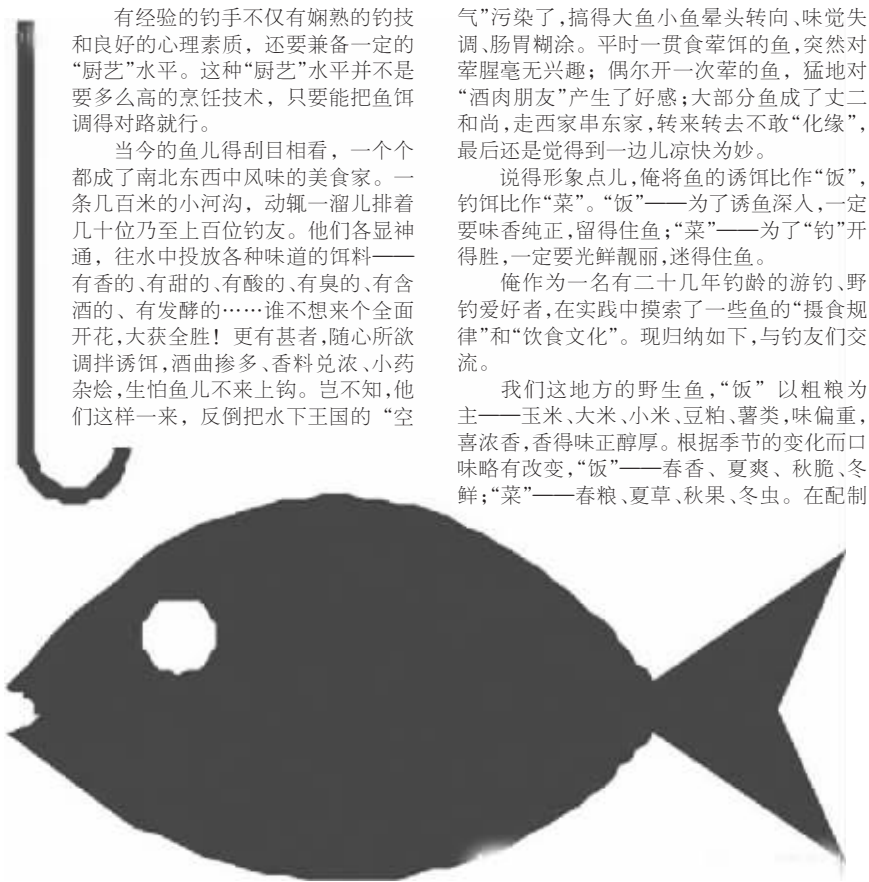 有经验的钓手不仅有娴熟的钓技
和良好的心理素质，还要兼备一定的
“厨艺”水平。这种“厨艺”水平并不是
要多么高的烹饪技术，只要能把鱼饵
调得对路就行。
当今的鱼儿得刮目相看，一个个
都成了南北东西中风味的美食家。一
条几百米的小河沟，动辄一溜儿排着
几十位乃至上百位钓友。他们各显神
通，往水中投放各种味道的饵料——
有香的、有甜的、有酸的、有臭的、有含
酒的、有发酵的……谁不想来个全面
开花,大获全胜！更有甚者,随心所欲
调拌诱饵,酒曲掺多、香料兑浓、小药
杂烩,生怕鱼儿不来上钩。岂不知,他
们这样一来，反倒把水下王国的“空
气”污染了,搞得大鱼小鱼晕头转向、味觉失
调、肠胃糊涂。平时一贯食荤饵的鱼,突然对
荤腥毫无兴趣；偶尔开一次荤的鱼，猛地对
“酒肉朋友”产生了好感;大部分鱼成了丈二
和尚,走西家串东家,转来转去不敢“化缘”,
最后还是觉得到一边儿凉快为妙。
说得形象点儿,俺将鱼的诱饵比作“饭”,
钓饵比作“菜”。“饭”——为了诱鱼深入,一定
要味香纯正,留得住鱼;“菜”——为了“钓”开
得胜,一定要光鲜靓丽,迷得住鱼。
俺作为一名有二十几年钓龄的游钓、野
钓爱好者,在实践中摸索了一些鱼的“摄食规
律”和“饮食文化”。现归纳如下,与钓友们交
流。
我们这地方的野生鱼,“饭”以粗粮为
主——玉米、大米、小米、豆粕、薯类,味偏重,
喜浓香,香得味正醇厚。根据季节的变化而口
味略有改变,“饭”——春香、夏爽、秋脆、冬
鲜;“菜”——春粮、夏草、秋果、冬虫。在配制